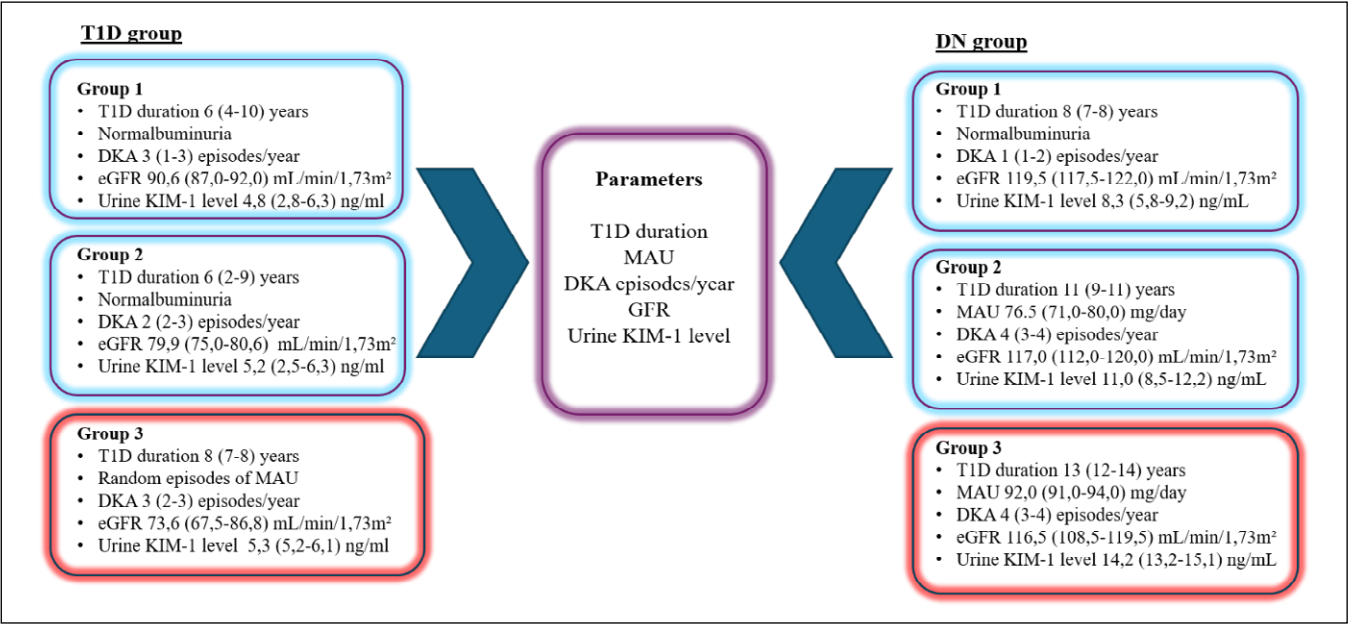 T1D group
Group 1
• T1D duration 6 (4-10) years
• Normalbuminuria
• DKA 3 (1-3) episodes/year
• eGFR 90,6 (87,0-92,0) mL/min/1,73m²
• Urine KIM-1 level 4,8 (2,8-6,3) ng/ml
Group 2
• T1D duration 6 (2-9) years
• Normalbuminuria
• DKA 2 (2-3) episodes/year
• eGFR 79,9 (75,0-80,6) mL/min/1,73m²
• Urine KIM-1 level 5,2 (2,5-6,3) ng/ml
Group 3
• T1D duration 8 (7-8) years
• Random episodes of MAU
• DKA 3 (2-3) episodes/year
• eGFR 73,6 (67,5-86,8) mL/min/1,73m²
• Urine KIM-1 level 5,3 (5,2-6,1) ng/ml
Parameters
T1D duration
MAU
DKA episodes/year
GFR
Urine KIM-1 level
DN group
Group 1
• T1D duration 8 (7-8) years
• Normalbuminuria
• DKA 1 (1-2) episodes/year
• eGFR 119,5 (117,5-122,0) mL/min/1,73m²
• Urine KIM-1 level 8,3 (5,8-9,2) ng/mL
Group 2
• T1D duration 11 (9-11) years
• MAU 76.5 (71,0-80,0) mg/day
• DKA 4 (3-4) episodes/year
• eGFR 117,0 (112,0-120,0) mL/min/1,73m²
• Urine KIM-1 level 11,0 (8,5-12,2) ng/mL
Group 3
• T1D duration 13 (12-14) years
• MAU 92,0 (91,0-94,0) mg/day
• DKA 4 (3-4) episodes/year
• eGFR 116,5 (108,5-119,5) mL/min/1,73m²
• Urine KIM-1 level 14,2 (13,2-15,1) ng/mL